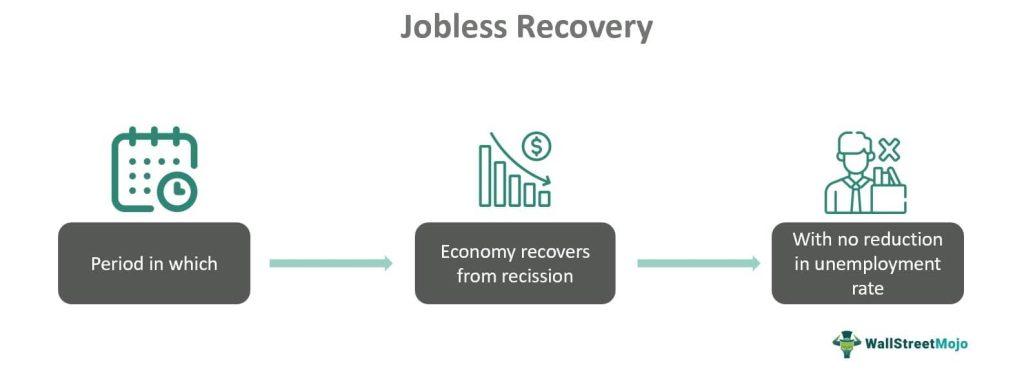 Jobless Recovery
Period in which
Economy recovers
from recission
With no reduction
in unemployment
rate
$
WallStreetMojo